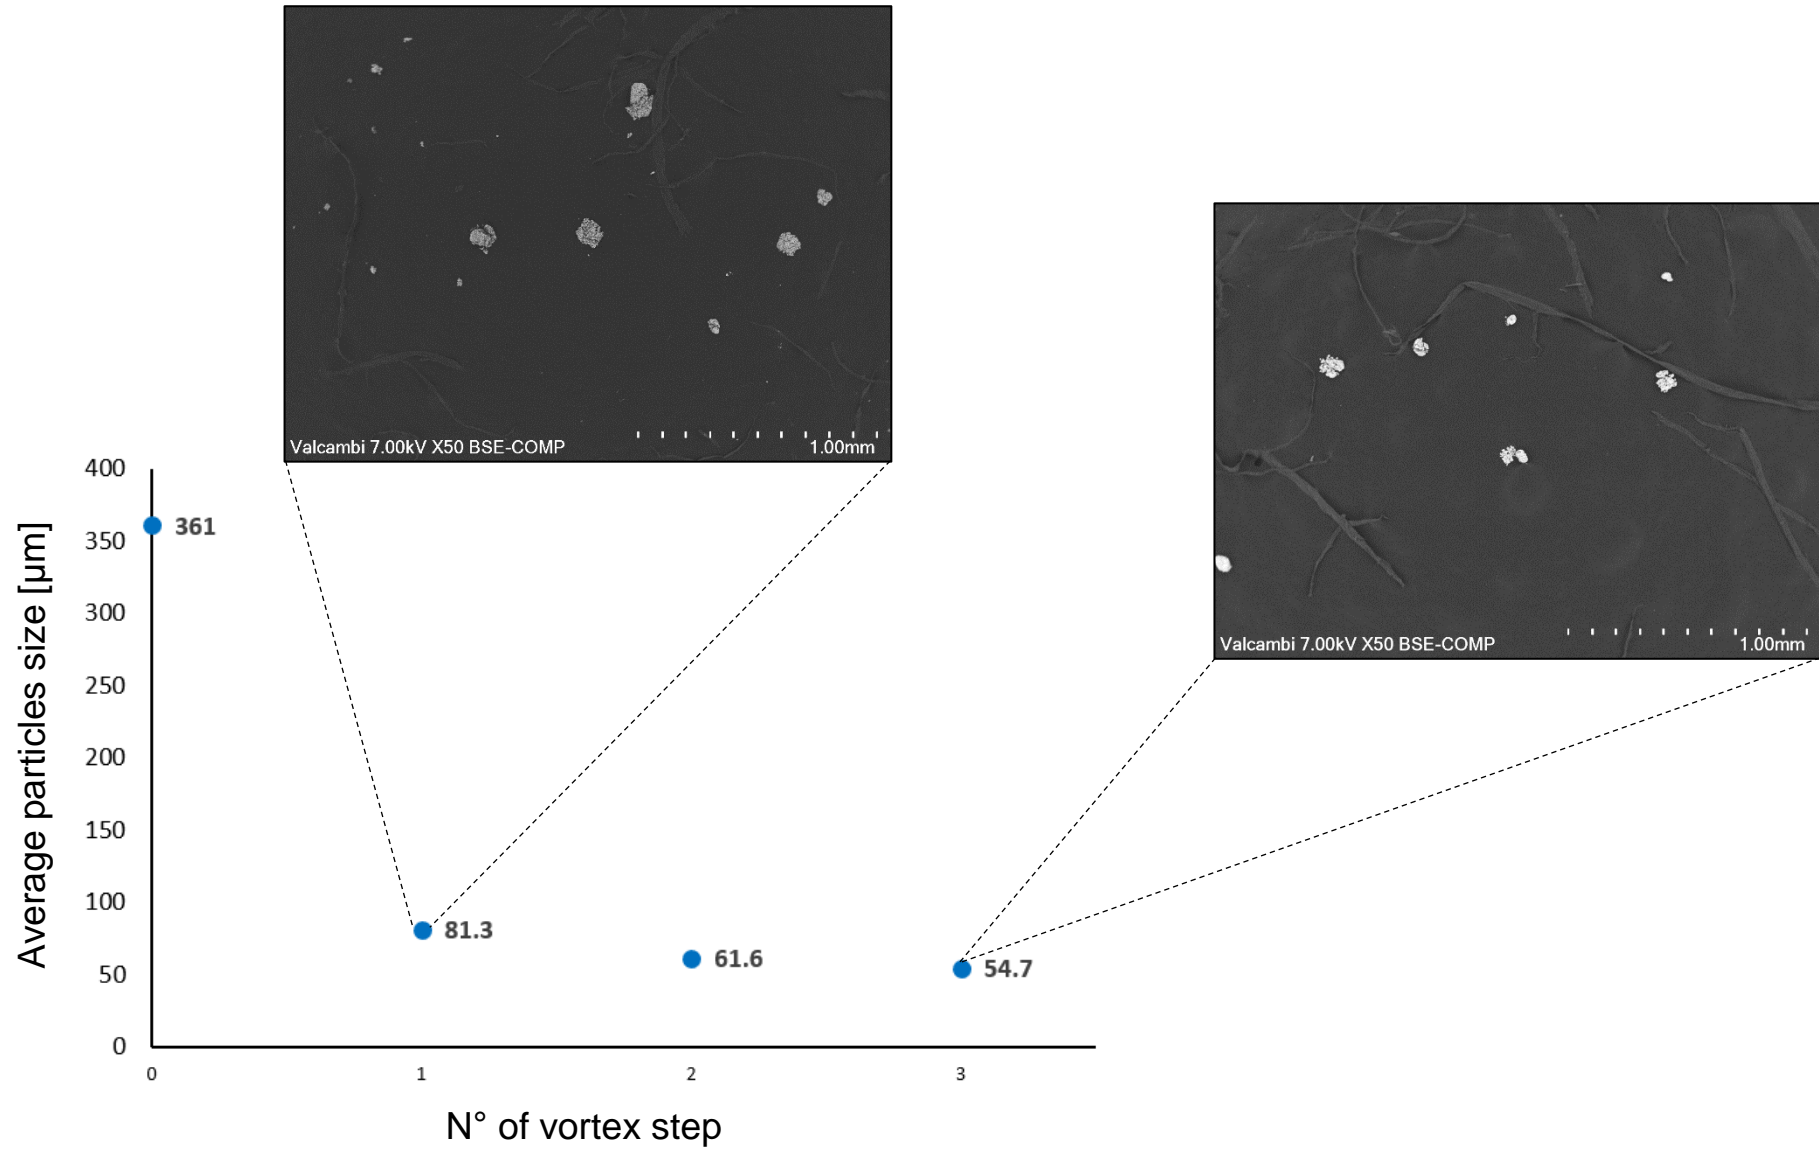 Valcambi 7.00kV X50 BSE-COMP 1.00mm
Valcambi 7.00kV X50 BSE-COMP 1.00mm
Average particles size [µm]
400
350
300
250
200
150
100
50
0
361
81.3
61.6
54.7
0 1 2 3
N° of vortex step